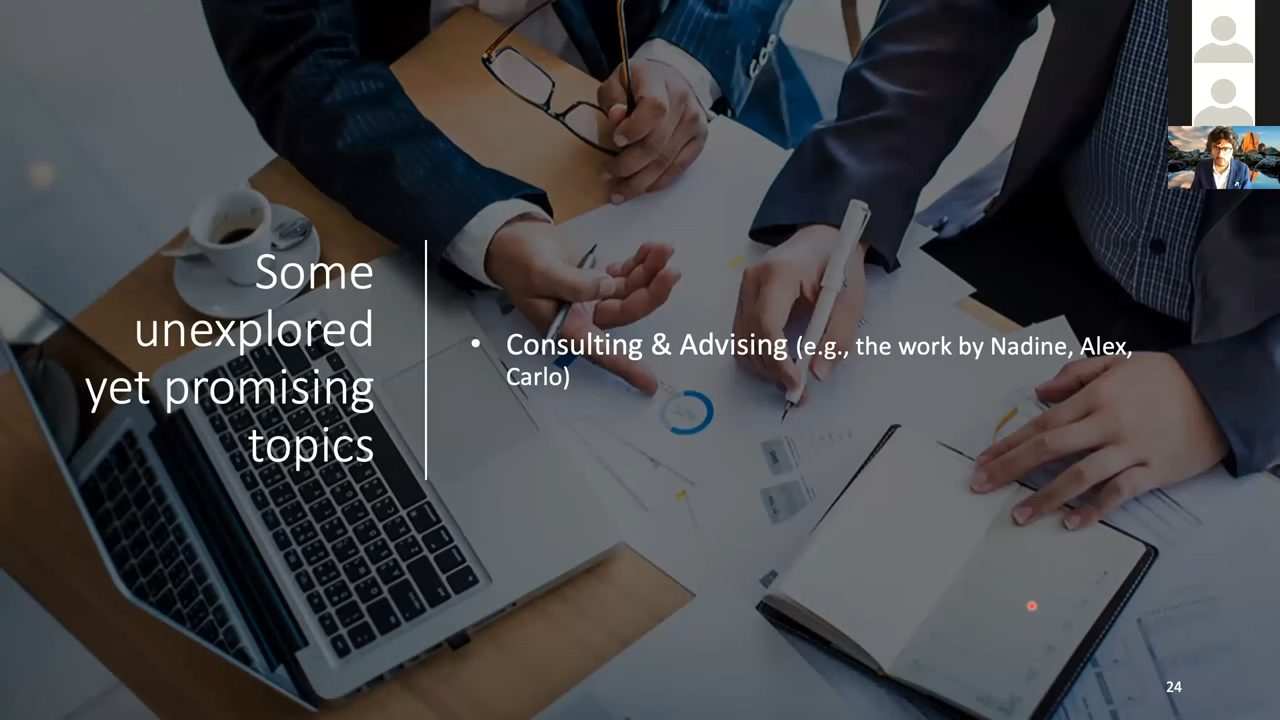 Some
unexplored
yet promising
topics
• Consulting & Advising (e.g., the work by Nadine, Alex,
Carlo)
24